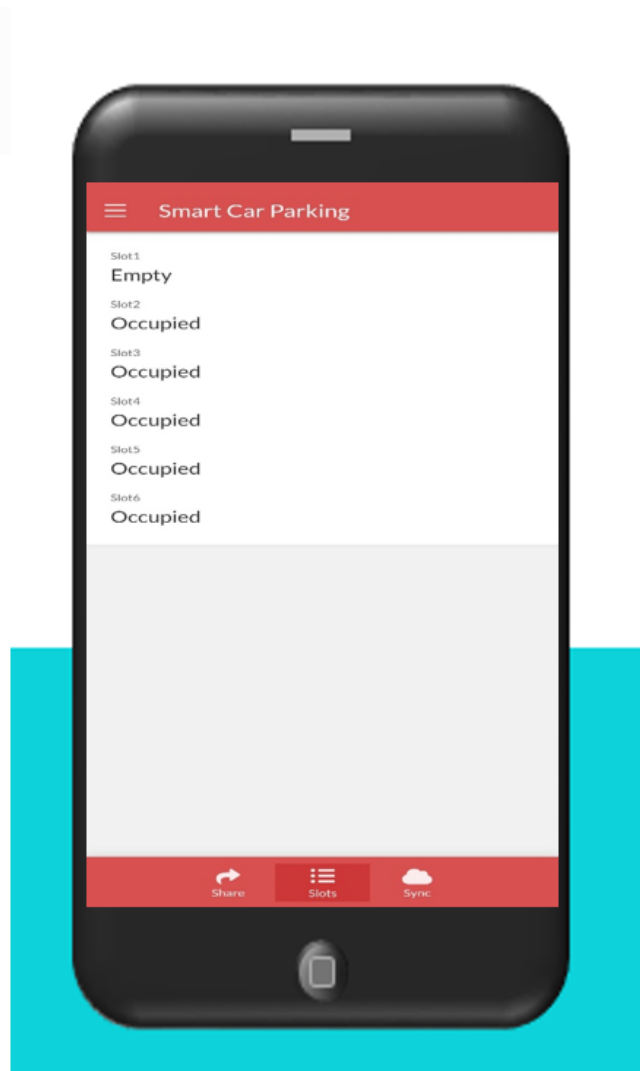 Smart Car Parking
Slot1
Empty
Slot2
Occupied
Slot3
Occupied
Slot4
Occupied
Slot5
Occupied
Slot6
Occupied
Share Slots Sync